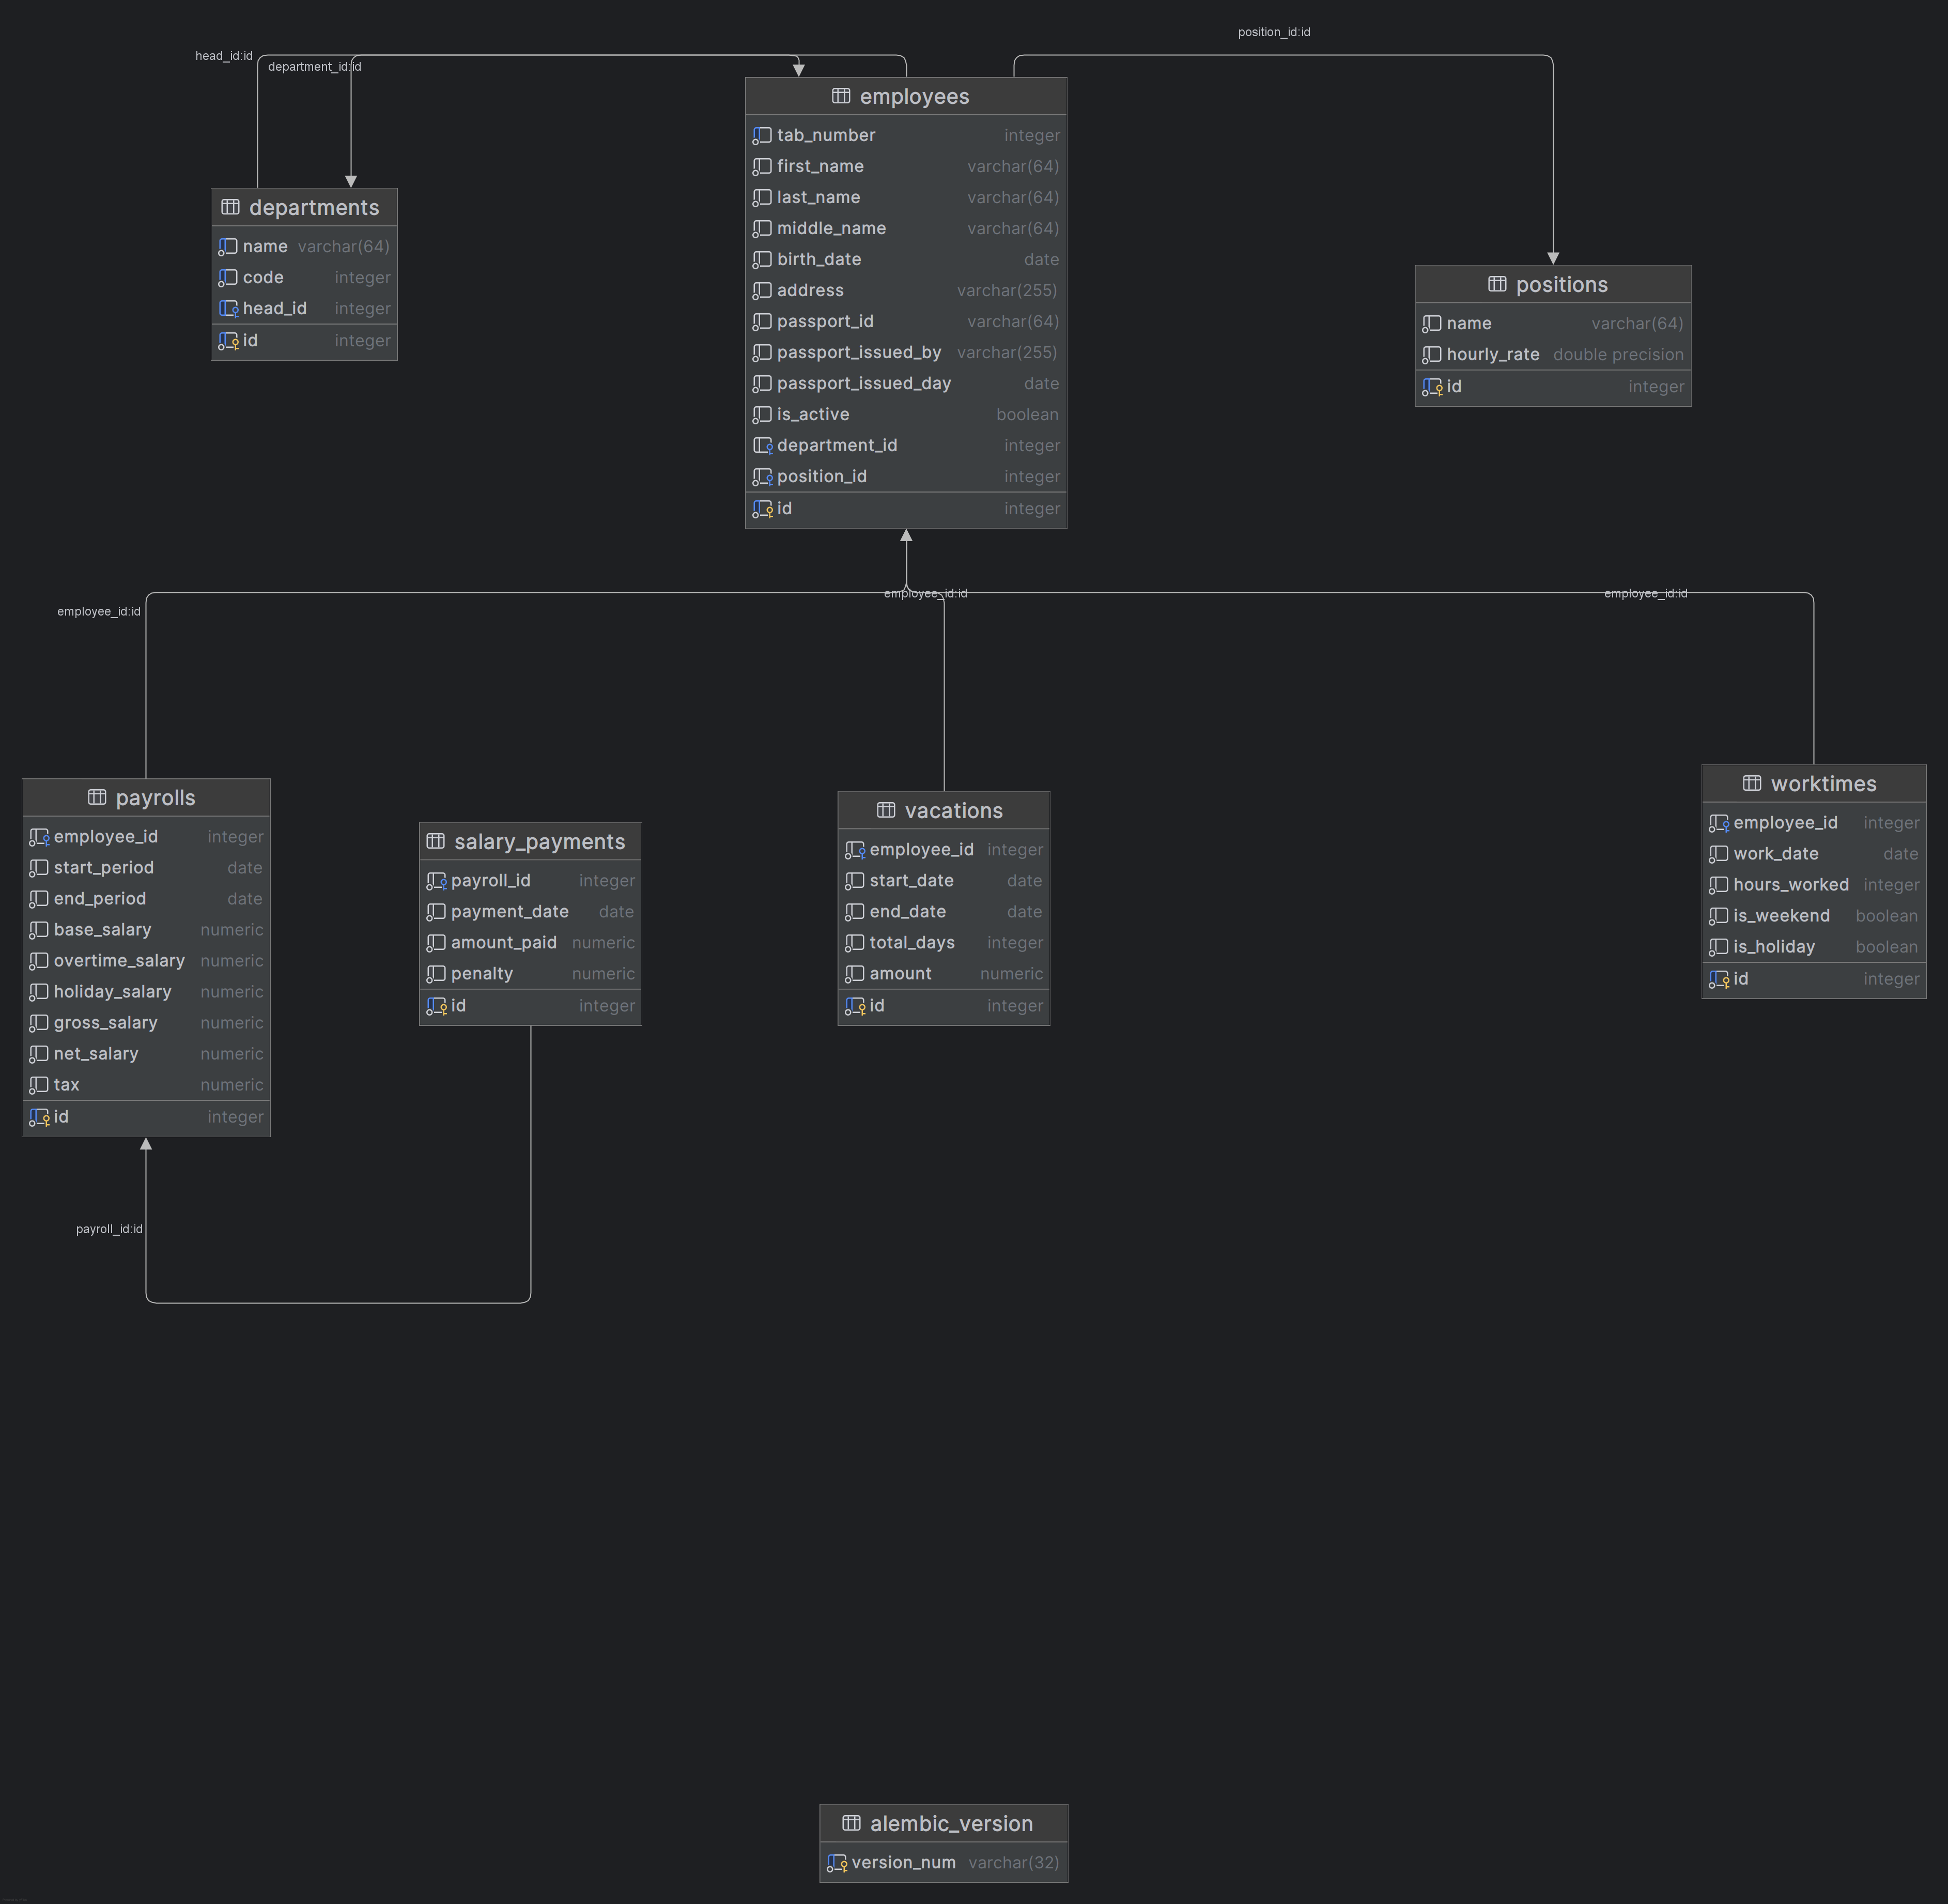 position_id:id
head_id:id
department_id:id
employees
tab_number integer
first_name varchar(64)
last_name varchar(64)
middle_name varchar(64)
birth_date date
address varchar(255)
passport_id varchar(64)
passport_issued_by varchar(255)
passport_issued_day date
is_active boolean
department_id integer
position_id integer
id integer
departments
name varchar(64)
code integer
head_id integer
id integer
positions
name varchar(64)
hourly_rate double precision
id integer
employee_id:id
employee_id:id
employee_id:id
payrolls
employee_id integer
start_period date
end_period date
base_salary numeric
overtime_salary numeric
holiday_salary numeric
gross_salary numeric
net_salary numeric
tax numeric
id integer
salary_payments
payroll_id integer
payment_date date
amount_paid numeric
penalty numeric
id integer
vacations
employee_id integer
start_date date
end_date date
total_days integer
amount numeric
id integer
worktimes
employee_id integer
work_date date
hours_worked integer
is_weekend boolean
is_holiday boolean
id integer
payroll_id:id
alembic_version
version_num varchar(32)